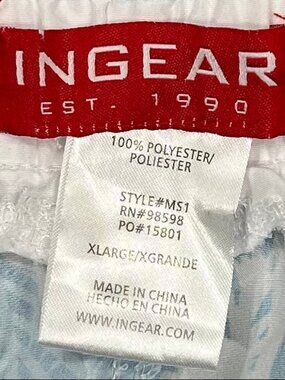 INGEAR
EST. 1990
100% POLYESTER/
POLIESTER
STYLE#MS1
RN#98598
PO#15801
XLARGE/XGRANDE
MADE IN CHINA
HECHO EN CHINA
WWW.INGEAR.COM